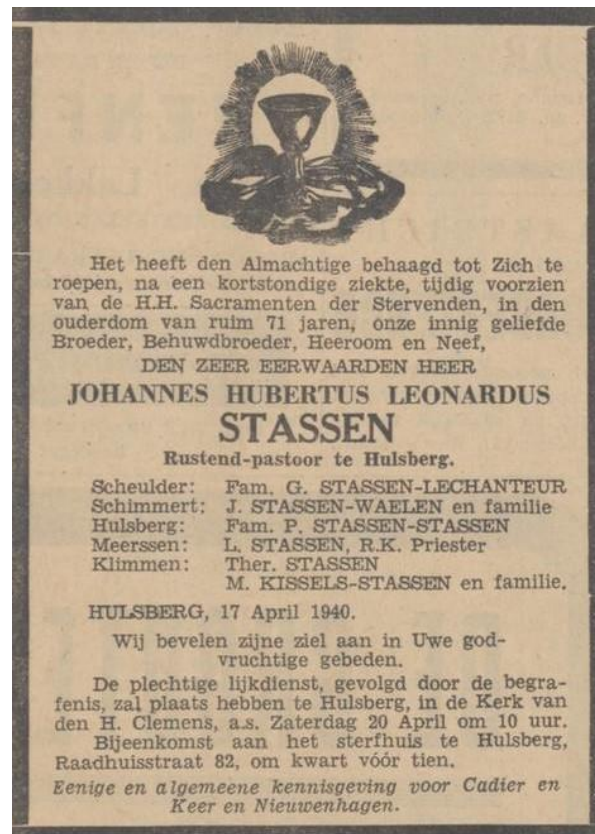 Het heeft den Almachtige behaagd tot Zich te
roepen, na een kortstondige ziekte, tijdig voorzien
van de H.H. Sacramenten der Stervenden, in den
ouderdom van ruim 71 jaren, onze innig geliefde
Broeder, Behuwdbroeder, Heeroom en Neef,
DEN ZEER EERWAARDEN HEER
JOHANNES HUBERTUS LEONARDUS
STASSEN
Rustend-pastoor te Hulsberg.
Scheulder: Fam. G. STASSEN-LECHANTEUR
Schimmert: J. STASSEN-WAELEN en familie
Hulsberg: Fam. P. STASSEN-STASSEN
Meerssen: L. STASSEN, R.K. Priester
Klimmen: Ther. STASSEN
M. KISSELS-STASSEN en familie.
HULSBERG, 17 April 1940.
Wij bevelen zijne ziel aan in Uwe god-
vruchtige gebeden.
De plechtige lijkdienst, gevolgd door de begra-
fenis, zal plaats hebben te Hulsberg, in de Kerk van
den H. Clemens, a.s. Zaterdag 20 April om 10 uur.
Bijeenkomst aan het sterfhuis te Hulsberg,
Raadhuisstraat 82, om kwart vóór tien.
Eenige en algemeene kennisgeving voor Cadier en
Keer en Nieuwenhagen.